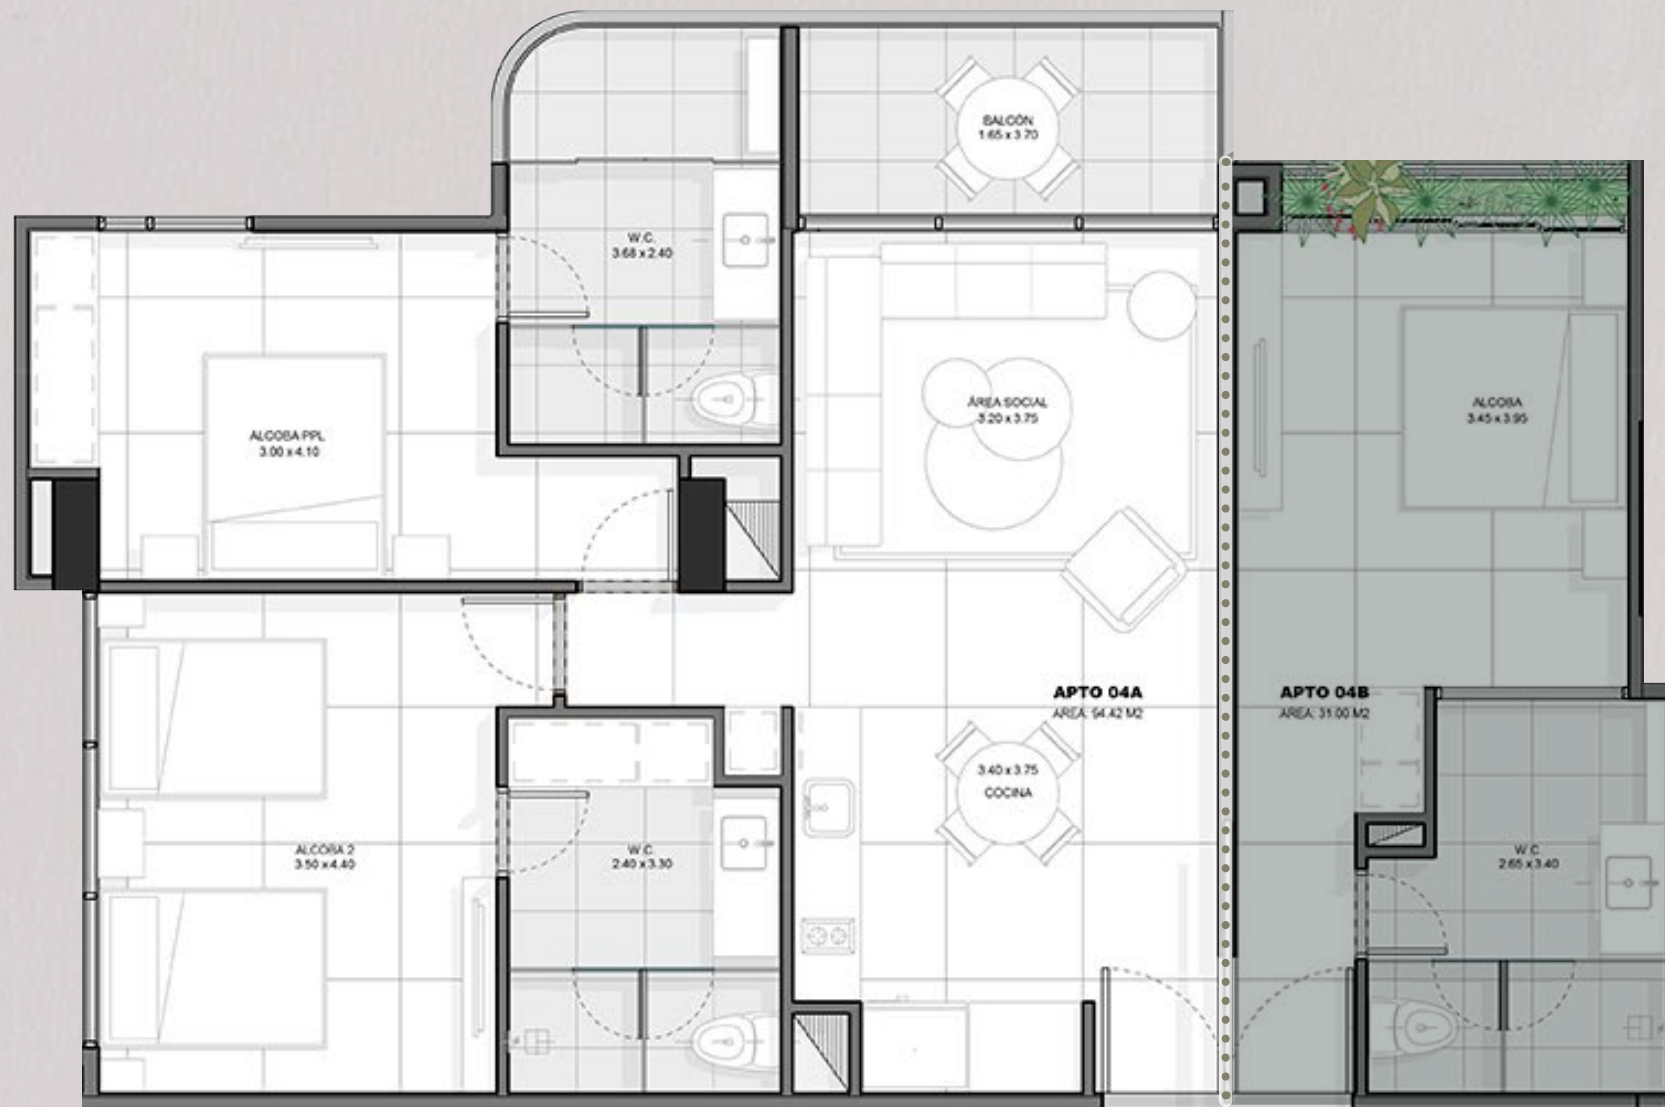 BALCÓN
1.65 x 3.70
W.C.
3.68 x 2.40
ÁREA SOCIAL
3.20 x 3.75
ALCOBA
3.45 x 3.95
ALCOBA PPL
3.00 x 4.10
APTO 04A
AREA: 94.42 M2
APTO 04B
AREA: 31.00 M2
3.40 x 3.75
COCINA
ALCOBA 2
3.50 x 4.40
W.C.
2.40 x 3.30
W.C.
2.65 x 3.40